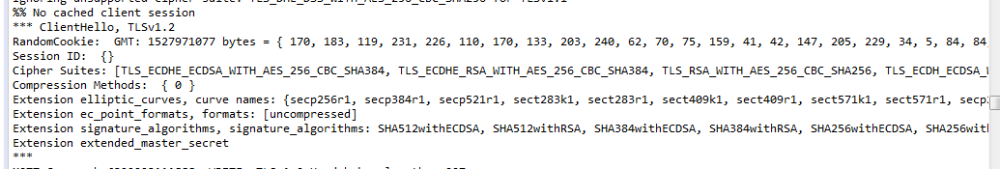 Ignoring unsupported cipher suite: TLS_DHE_DSS_WITH_AES_256_CBC_SHA256 for TLSv1.1
%% No cached client session
*** ClientHello, TLSv1.2
RandomCookie:  GMT: 1527971077 bytes = { 170, 183, 119, 231, 226, 110, 170, 133, 203, 240, 62, 70, 75, 159, 41, 42, 147, 205, 229, 34, 5, 84, 84,
Session ID:  {}
Cipher Suites: [TLS_ECDHE_ECDSA_WITH_AES_256_CBC_SHA384, TLS_ECDHE_RSA_WITH_AES_256_CBC_SHA384, TLS_RSA_WITH_AES_256_CBC_SHA256, TLS_ECDH_ECDSA_
Compression Methods:  { 0 }
Extension elliptic_curves, curve names: {secp256r1, secp384r1, secp521r1, sect283k1, sect283r1, sect409k1, sect409r1, sect571k1, sect571r1, secp
Extension ec_point_formats, formats: [uncompressed]
Extension signature_algorithms, signature_algorithms: SHA512withECDSA, SHA512withRSA, SHA384withECDSA, SHA384withRSA, SHA256withECDSA, SHA256wit
Extension extended_master_secret
***